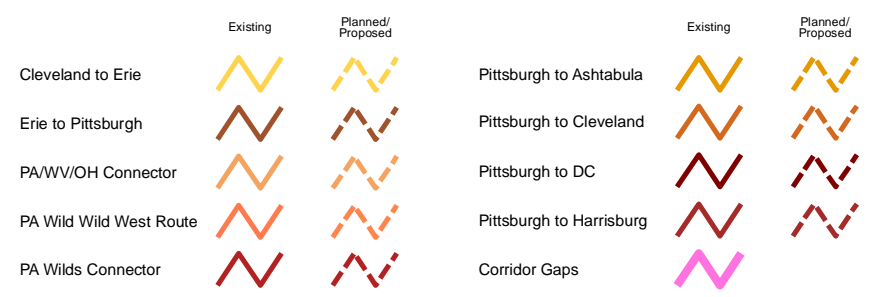 Existing
Planned/
Proposed
Cleveland to Erie
Erie to Pittsburgh
PA/WV/OH Connector
PA Wild Wild West Route
PA Wilds Connector
Existing
Planned/
Proposed
Pittsburgh to Ashtabula
Pittsburgh to Cleveland
Pittsburgh to DC
Pittsburgh to Harrisburg
Corridor Gaps